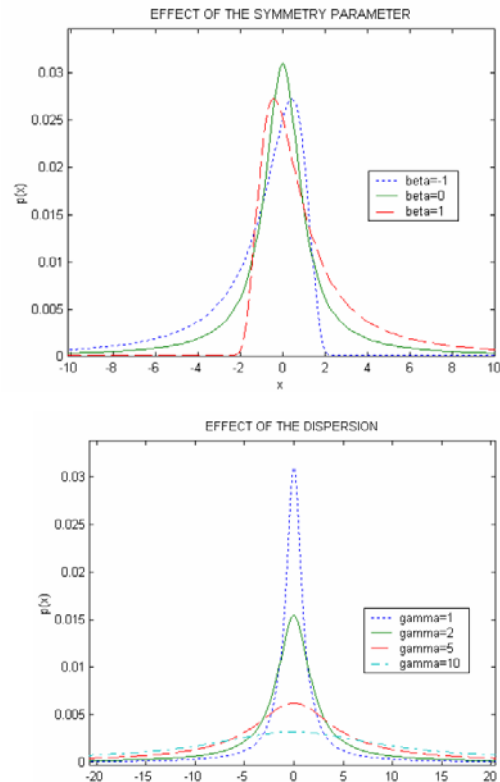 EFFECT OF THE SYMMETRY PARAMETER
0.03
0.025
0.02
0.015
0.01
0.005
0
p(x)
beta=-1
beta=0
beta=1
-10 -8 -6 -4 -2 0 2 4 6 8 10
x
EFFECT OF THE DISPERSION
0.03
0.025
0.02
0.015
0.01
0.005
0
p(x)
gamma=1
gamma=2
gamma=5
gamma=10
-20 -15 -10 -5 0 5 10 15 20